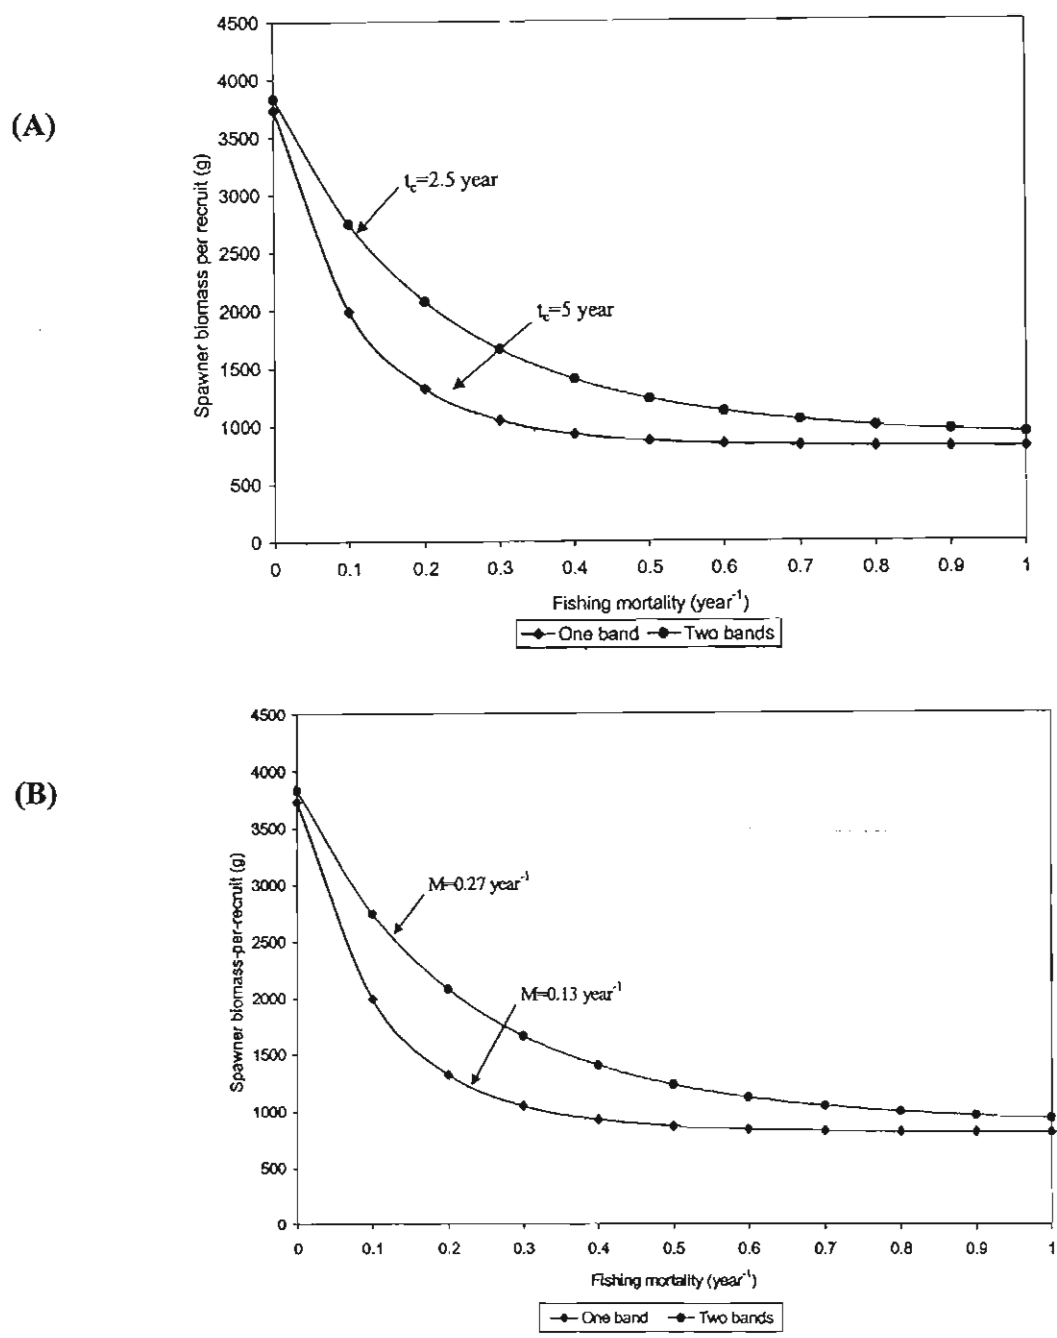 (A)
Spawner biomass per recruit (g)
4500
4000
3500
3000
2500
2000
1500
1000
500
0
t_c=2.5 year
t_c=5 year
0 0.1 0.2 0.3 0.4 0.5 0.6 0.7 0.8 0.9 1
Fishing mortality (year⁻¹)
One band Two bands
(B)
Spawner biomass-per-recruit (g)
4500
4000
3500
3000
2500
2000
1500
1000
500
0
M=0.27 year⁻¹
M=0.13 year⁻¹
0 0.1 0.2 0.3 0.4 0.5 0.6 0.7 0.8 0.9 1
Fishing mortality (year⁻¹)
One band Two bands